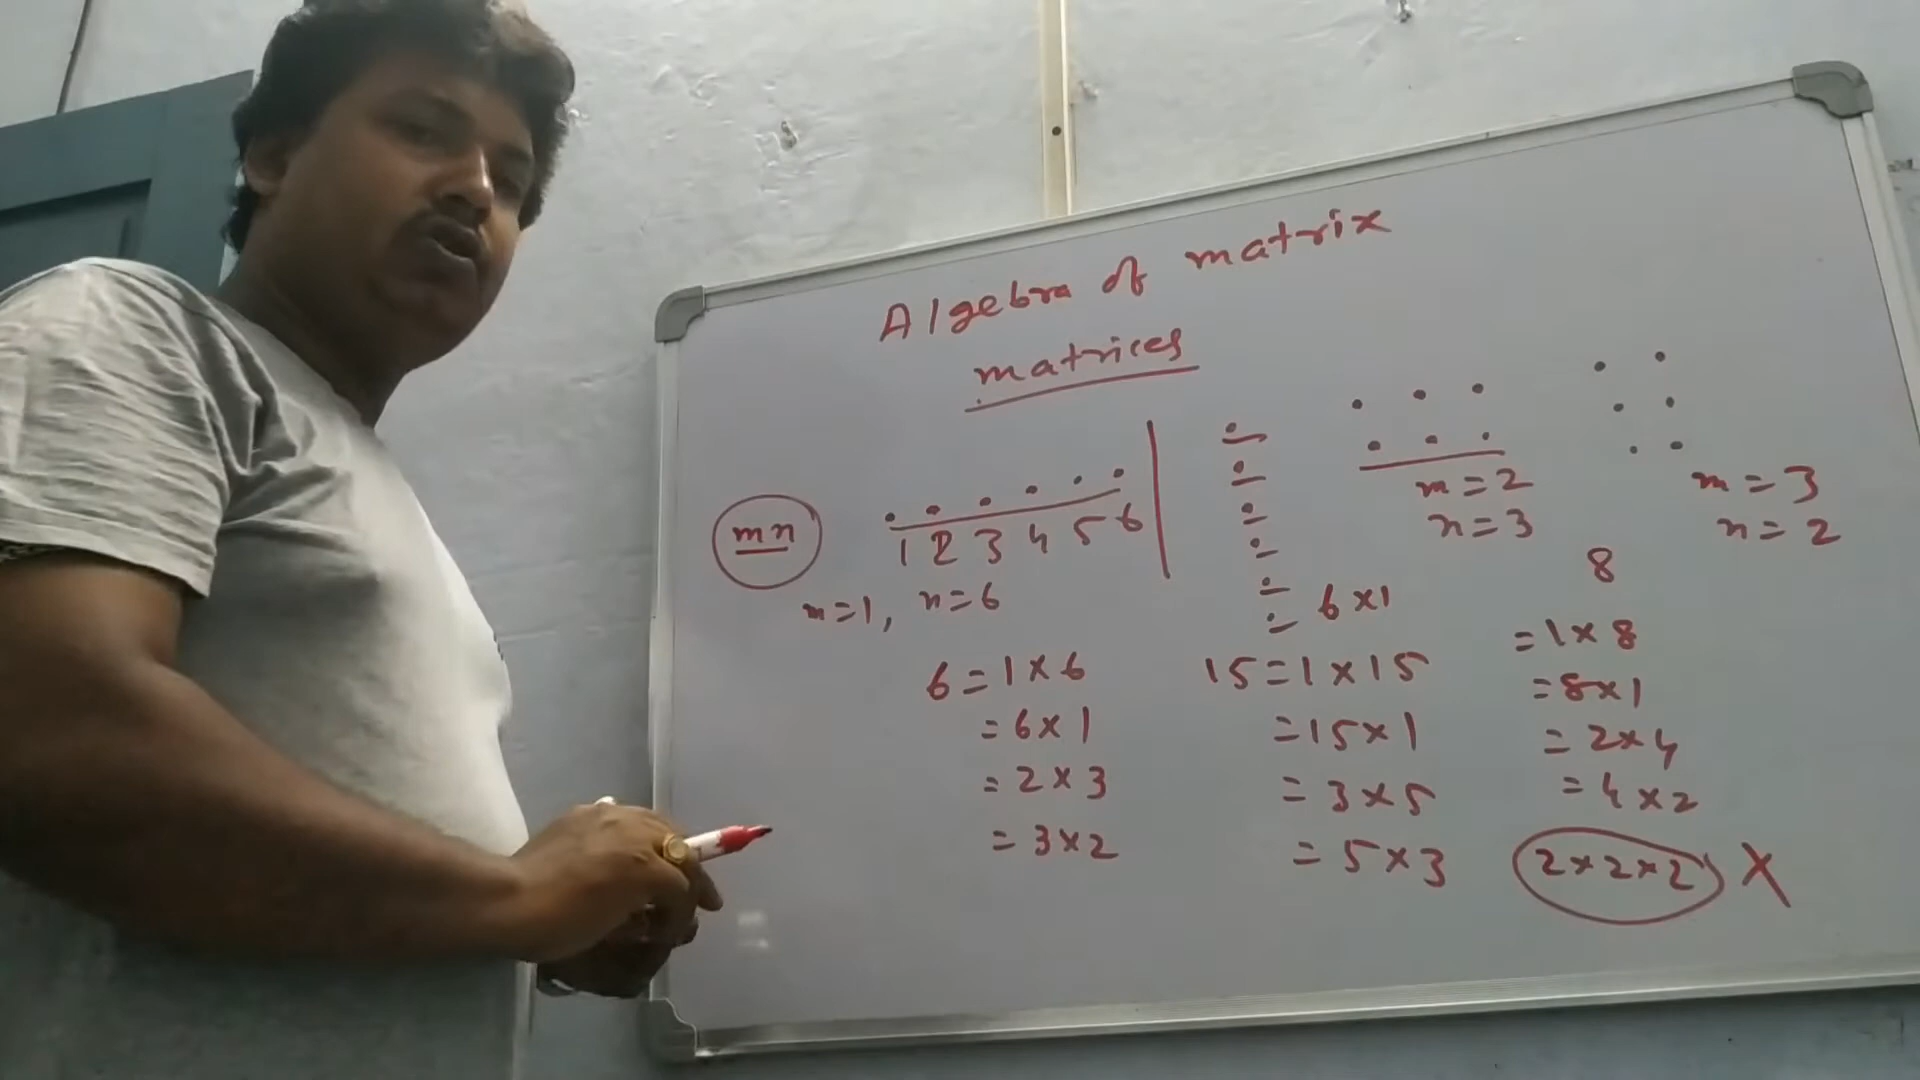 Algebra of matrix
matrices
mn
1 2 3 4 5 6
m=1, n=6
6×1
m=2
n=3
m=3
n=2
6=1×6
=6×1
=2×3
=3×2
15=1×15
=15×1
=3×5
=5×3
8
=1×8
=8×1
=2×4
=4×2
2×2×2 X